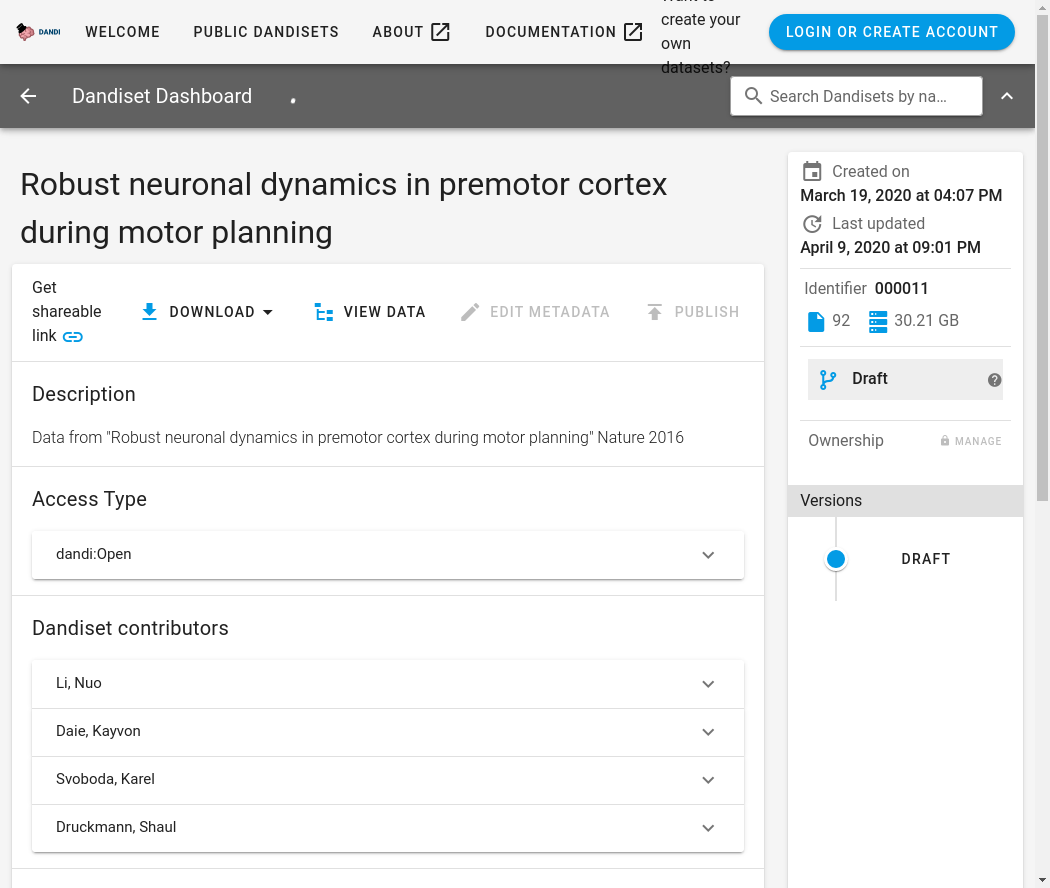 DANDI
WELCOME
PUBLIC DANDISETS
ABOUT
DOCUMENTATION
create your
own
datasets?
LOGIN OR CREATE ACCOUNT
Dandiset Dashboard
Search Dandisets by na…
Robust neuronal dynamics in premotor cortex
during motor planning
Get
shareable
link
DOWNLOAD
VIEW DATA
EDIT METADATA
PUBLISH
Description
Data from "Robust neuronal dynamics in premotor cortex during motor planning" Nature 2016
Access Type
dandi:Open
Dandiset contributors
Li, Nuo
Daie, Kayvon
Svoboda, Karel
Druckmann, Shaul
Created on
March 19, 2020 at 04:07 PM
Last updated
April 9, 2020 at 09:01 PM
Identifier 000011
92
30.21 GB
Draft
Ownership
MANAGE
Versions
DRAFT